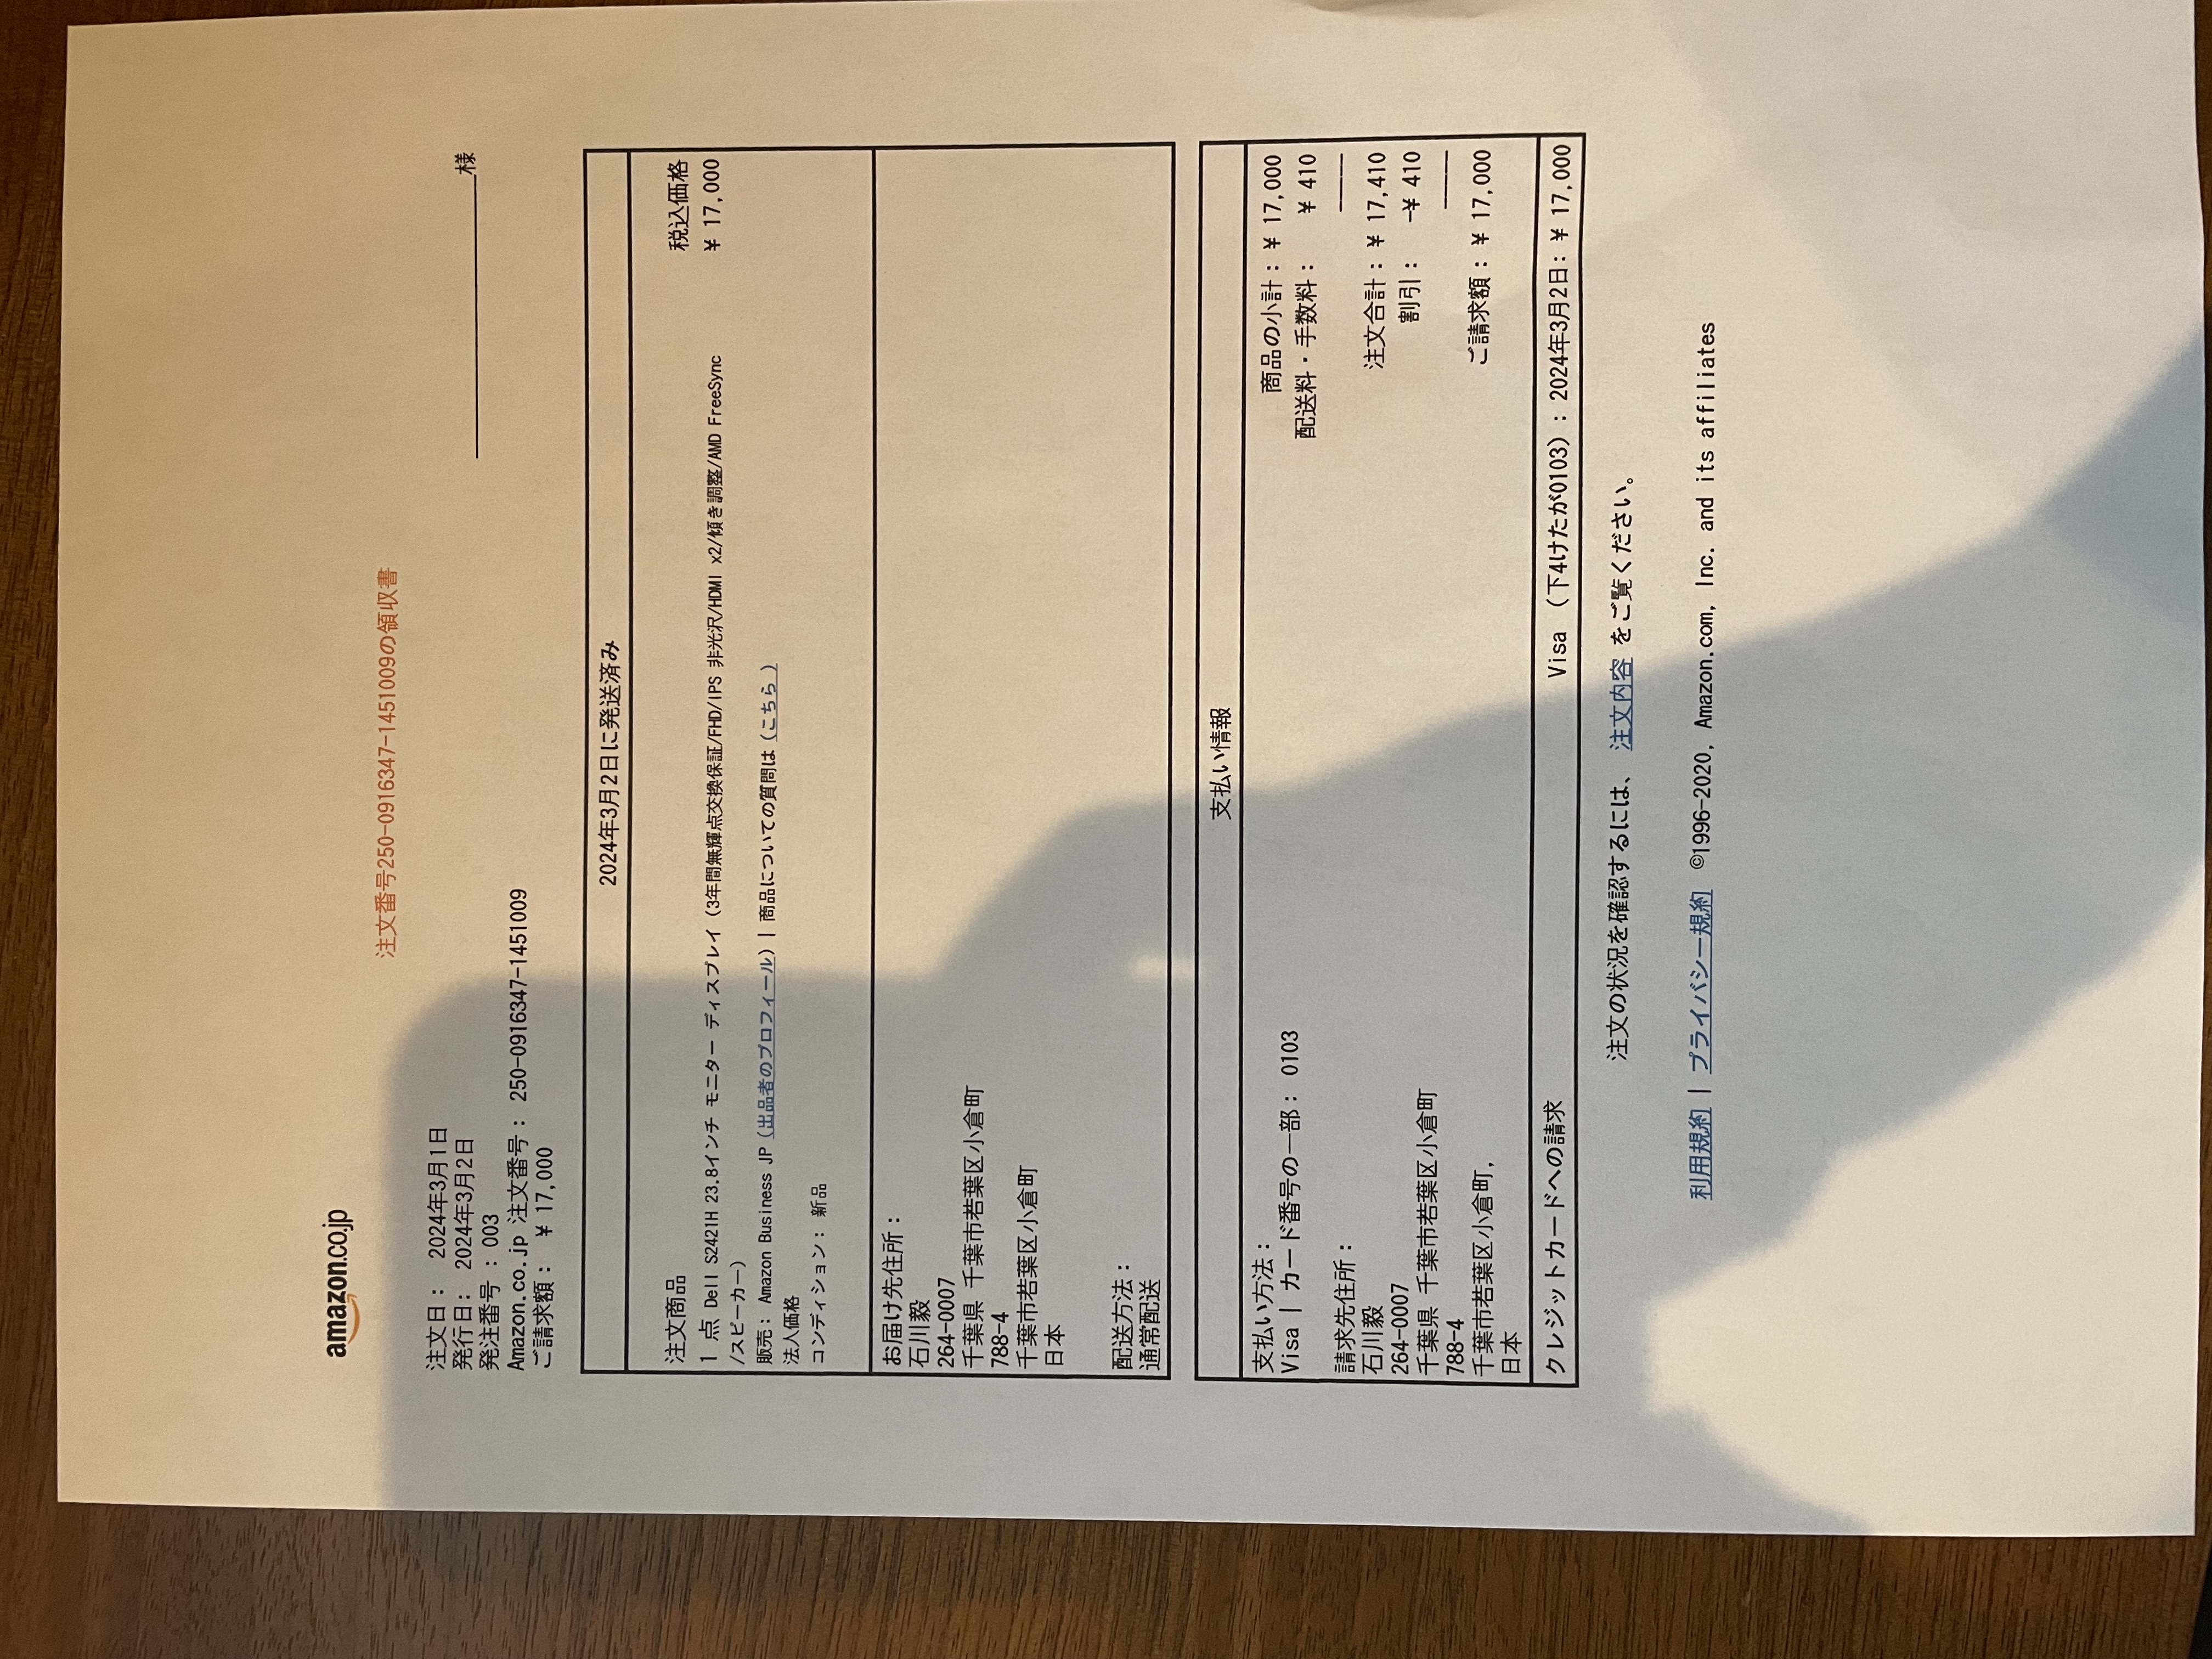 amazon.co.jp
注文番号250-0916347-1451009の領収書
注文日： 2024年3月1日
発行日： 2024年3月2日
様
発注番号 ：003
Amazon.co.jp 注文番号： 250-0916347-1451009
ご請求額： ¥ 17,000
2024年3月2日に発送済み
注文商品 税込価格
1 点 Dell S2421H 23.8インチ モニター ディスプレイ（3年間無輝点交換保証/FHD/IPS 非光沢/HDMI x2/傾き調整/AMD FreeSync ¥ 17,000
/スピーカー）
販売： Amazon Business JP（出品者のプロフィール）| 商品についての質問は（こちら ）
法人価格
コンディション： 新品
お届け先住所：
石川毅
264-0007
千葉県 千葉市若葉区小倉町
788-4
千葉市若葉区小倉町
日本
配送方法：
通常配送
支払い情報
支払い方法：
Visa | カード番号の一部： 0103
請求先住所：
石川毅
264-0007
千葉県 千葉市若葉区小倉町
788-4
千葉市若葉区小倉町,
日本
商品の小計：¥ 17,000
配送料・手数料： ¥ 410
-----
注文合計：¥ 17,410
割引： -¥ 410
-----
ご請求額：¥ 17,000
クレジットカードへの請求 Visa （下4けたが0103）: 2024年3月2日: ¥ 17,000
注文の状況を確認するには、 注文内容 をご覧ください。
利用規約 | プライバシー規約 ©1996-2020, Amazon.com, Inc. and its affiliates